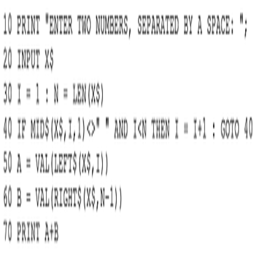 10 PRINT "ENTER TWO NUMBERS, SEPARATED BY A SPACE: ";
20 INPUT X$
30 I = 1 : N = LEN(X$)
40 IF MID$(X$,I,1)<>" " AND I<N THEN I = I+1 : GOTO 40
50 A = VAL(LEFT$(X$,I))
60 B = VAL(RIGHT$(X$,N-I))
70 PRINT A+B